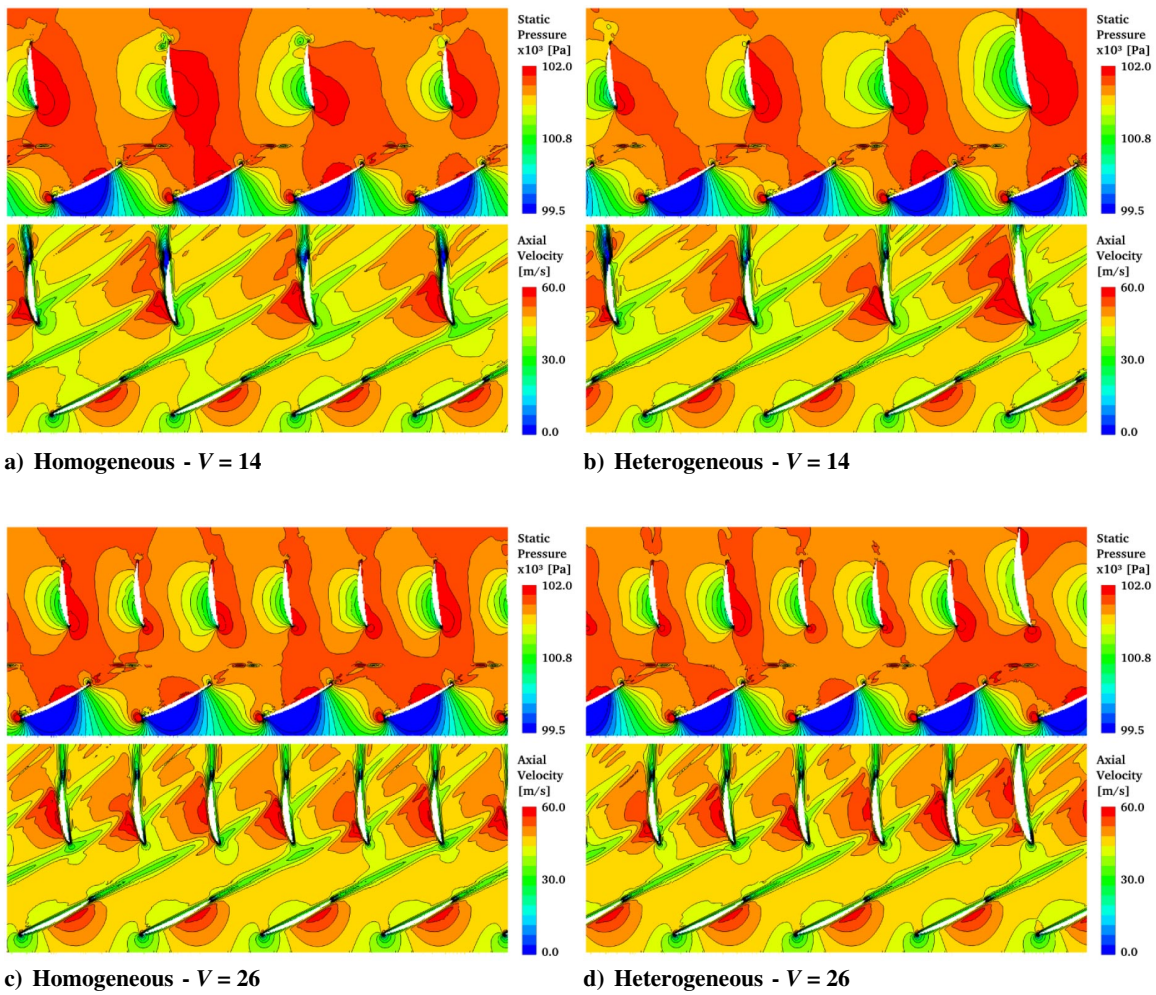 Static
Pressure
x10³ [Pa]
102.0
100.8
99.5
Axial
Velocity
[m/s]
60.0
30.0
0.0
a) Homogeneous - V = 14
Static
Pressure
x10³ [Pa]
102.0
100.8
99.5
Axial
Velocity
[m/s]
60.0
30.0
0.0
b) Heterogeneous - V = 14
Static
Pressure
x10³ [Pa]
102.0
100.8
99.5
Axial
Velocity
[m/s]
60.0
30.0
0.0
c) Homogeneous - V = 26
Static
Pressure
x10³ [Pa]
102.0
100.8
99.5
Axial
Velocity
[m/s]
60.0
30.0
0.0
d) Heterogeneous - V = 26